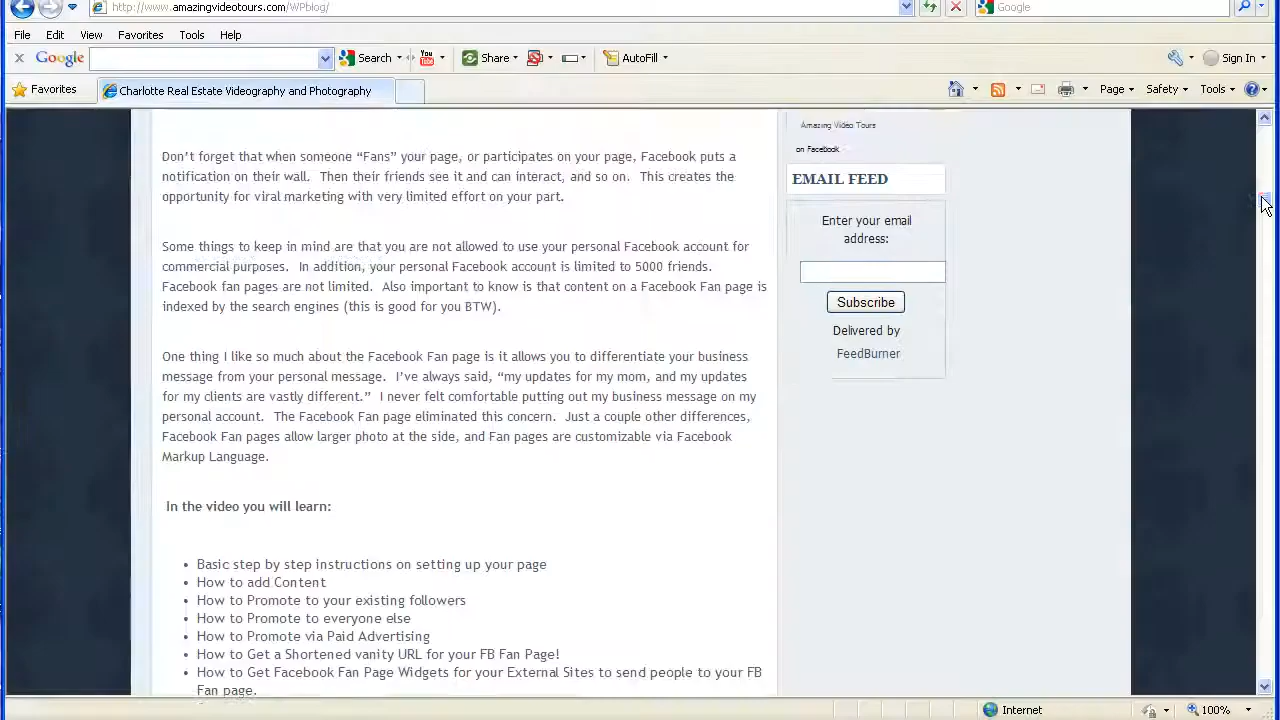 http://www.amazingvideotours.com/WPblog/
Google
File Edit View Favorites Tools Help
x Google Search Share AutoFill Sign In
You Tube
Favorites Charlotte Real Estate Videography and Photography Page Safety Tools
Don't forget that when someone “Fans” your page, or participates on your page, Facebook puts a
notification on their wall. Then their friends see it and can interact, and so on. This creates the
opportunity for viral marketing with very limited effort on your part.
Some things to keep in mind are that you are not allowed to use your personal Facebook account for
commercial purposes. In addition, your personal Facebook account is limited to 5000 friends.
Facebook fan pages are not limited. Also important to know is that content on a Facebook Fan page is
indexed by the search engines (this is good for you BTW).
One thing I like so much about the Facebook Fan page is it allows you to differentiate your business
message from your personal message. I've always said, “my updates for my mom, and my updates
for my clients are vastly different.” I never felt comfortable putting out my business message on my
personal account. The Facebook Fan page eliminated this concern. Just a couple other differences,
Facebook Fan pages allow larger photo at the side, and Fan pages are customizable via Facebook
Markup Language.
In the video you will learn:
• Basic step by step instructions on setting up your page
• How to add Content
• How to Promote to your existing followers
• How to Promote to everyone else
• How to Promote via Paid Advertising
• How to Get a Shortened vanity URL for your FB Fan Page!
• How to Get Facebook Fan Page Widgets for your External Sites to send people to your FB
Fan page.
Amazing Video Tours
on Facebook
EMAIL FEED
Enter your email
address:
Subscribe
Delivered by
FeedBurner
Internet 100%